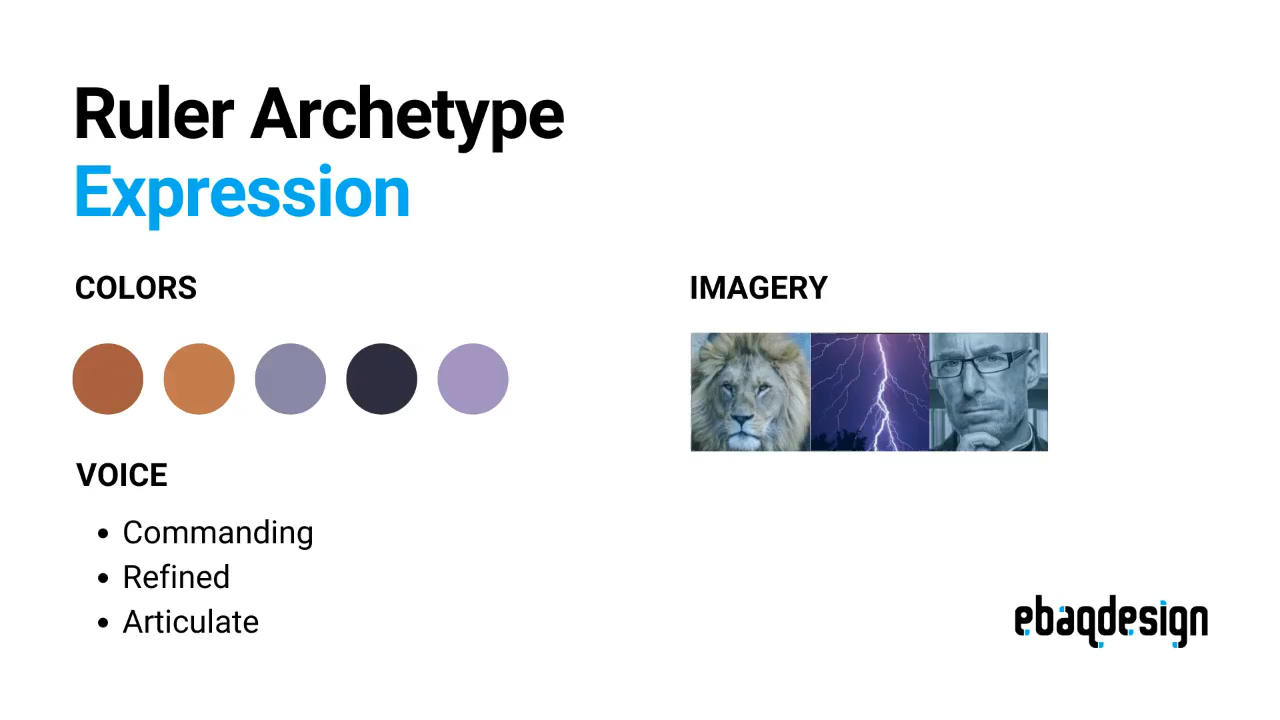 Ruler Archetype
Expression
COLORS
IMAGERY
VOICE
• Commanding
• Refined
• Articulate
ebaqdesign